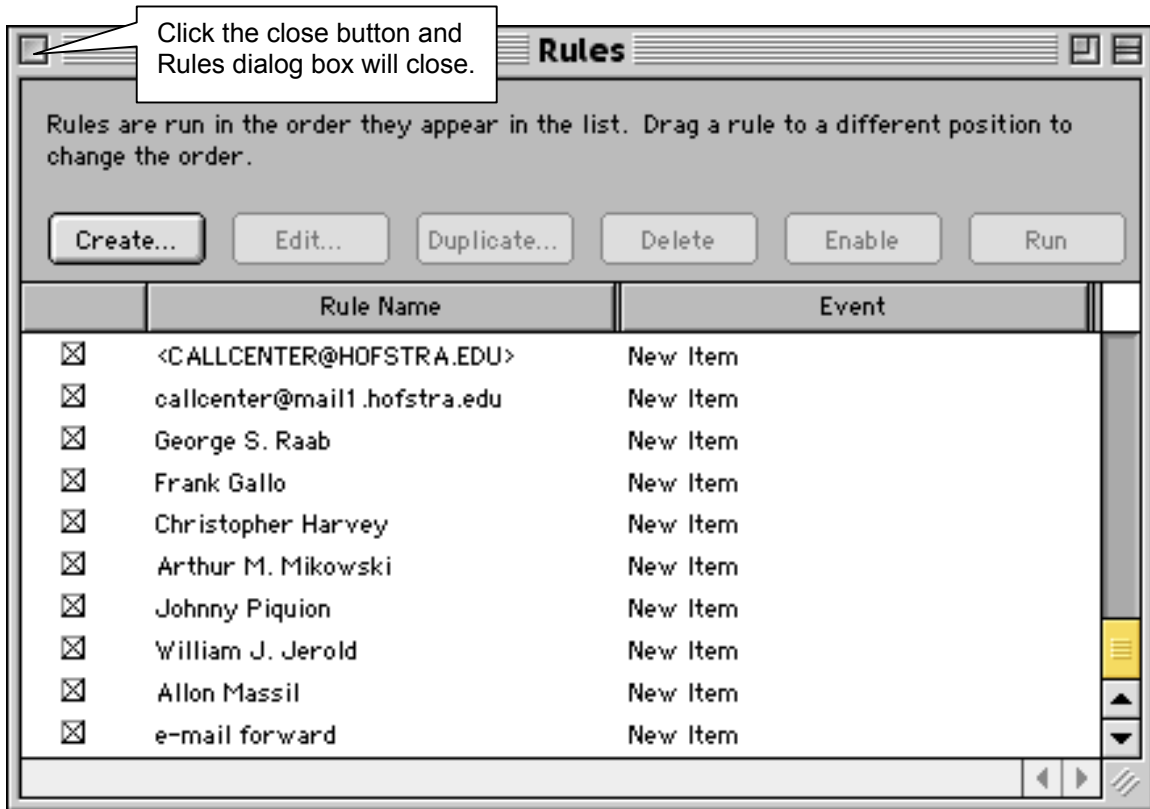 Click the close button and
Rules dialog box will close.
Rules
Rules are run in the order they appear in the list. Drag a rule to a different position to
change the order.
Create... Edit... Duplicate... Delete Enable Run
Rule Name Event
<CALLCENTER@HOFSTRA.EDU> New Item
callcenter@mail1.hofstra.edu New Item
George S. Raab New Item
Frank Gallo New Item
Christopher Harvey New Item
Arthur M. Mikowski New Item
Johnny Piquion New Item
William J. Jerold New Item
Allon Massil New Item
e-mail forward New Item